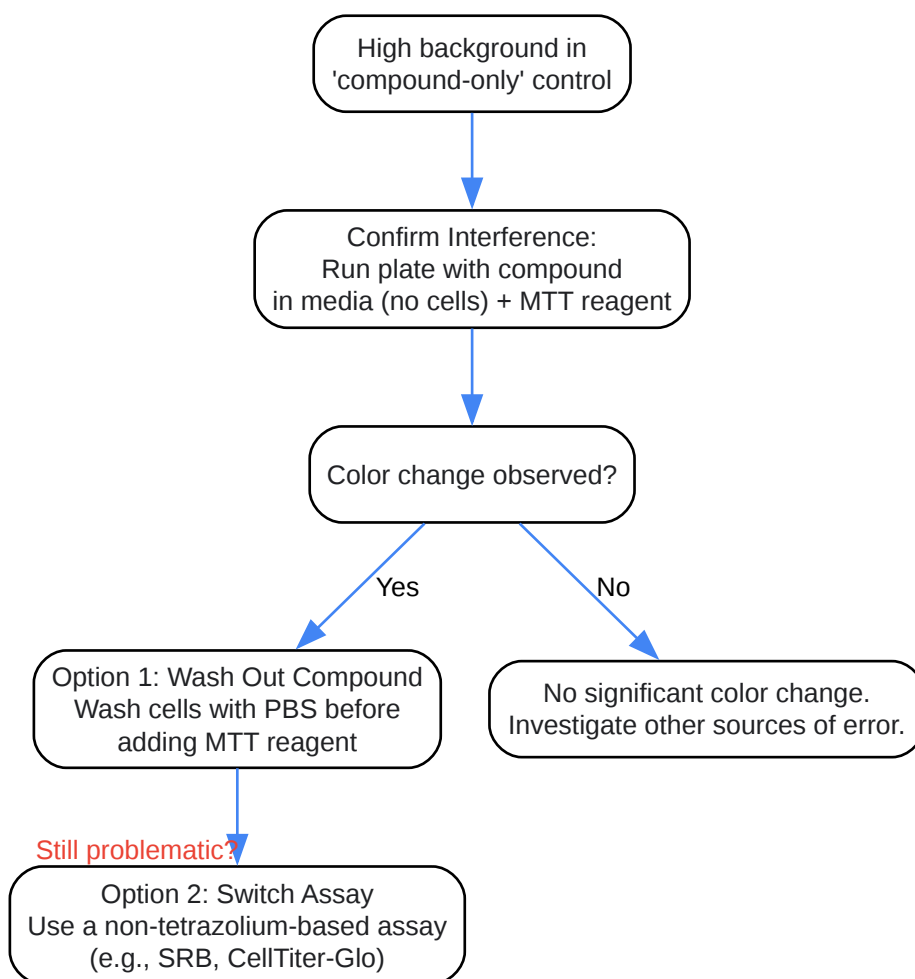 High background in
'compound-only' control
Confirm Interference:
Run plate with compound
in media (no cells) + MTT reagent
Color change observed?
Yes
No
Option 1: Wash Out Compound
Wash cells with PBS before
adding MTT reagent
No significant color change.
Investigate other sources of error.
Still problematic?
Option 2: Switch Assay
Use a non-tetrazolium-based assay
(e.g., SRB, CellTiter-Glo)